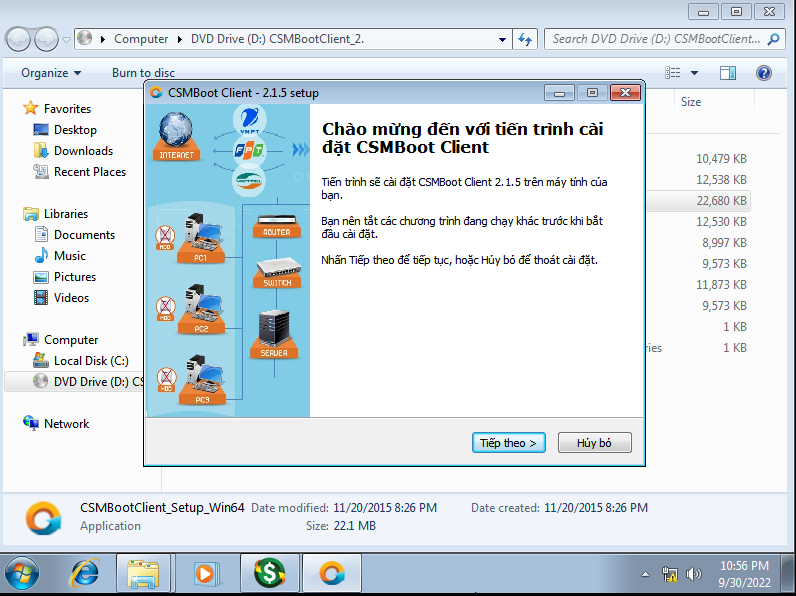 Computer
DVD Drive (D:) CSMBootClient_2.
Search DVD Drive (D:) CSMBootClient...
Organize
Burn to disc
CSMBoot Client - 2.1.5 setup
Size
Favorites
Desktop
Downloads
Recent Places
Libraries
Documents
Music
Pictures
Videos
Computer
Local Disk (C:)
DVD Drive (D:) CS
Network
INTERNET
VNPT
FPT
VIETTEL
HDD
PC1
HDD
PC2
HDD
PC3
ROUTER
SWITCH
SERVER
Chào mừng đến với tiến trình cài
đặt CSMBoot Client
Tiến trình sẽ cài đặt CSMBoot Client 2.1.5 trên máy tính của
bạn.
Bạn nên tắt các chương trình đang chạy khác trước khi bắt
đầu cài đặt.
Nhấn Tiếp theo để tiếp tục, hoặc Hủy bỏ để thoát cài đặt.
Tiếp theo >
Hủy bỏ
10,479 KB
12,538 KB
22,680 KB
12,530 KB
8,997 KB
9,573 KB
11,873 KB
9,573 KB
1 KB
ries
1 KB
CSMBootClient_Setup_Win64
Date modified: 11/20/2015 8:26 PM
Date created: 11/20/2015 8:26 PM
Application
Size: 22.1 MB
10:56 PM
9/30/2022